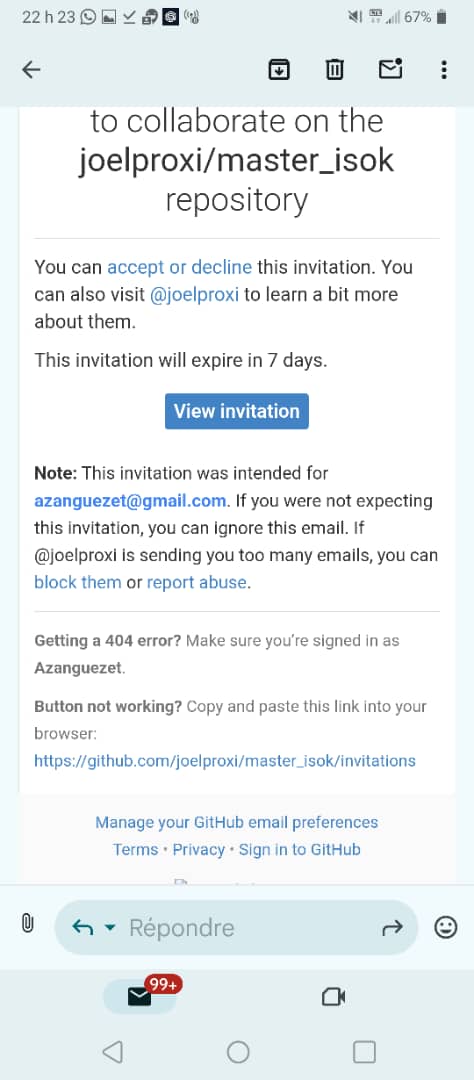 22 h 23 67%
to collaborate on the
joelproxi/master_isok
repository
You can accept or decline this invitation. You
can also visit @joelproxi to learn a bit more
about them.
This invitation will expire in 7 days.
View invitation
Note: This invitation was intended for
azanguezet@gmail.com. If you were not expecting
this invitation, you can ignore this email. If
@joelproxi is sending you too many emails, you can
block them or report abuse.
Getting a 404 error? Make sure you're signed in as
Azanguezet.
Button not working? Copy and paste this link into your
browser:
https://github.com/joelproxi/master_isok/invitations
Manage your GitHub email preferences
Terms • Privacy • Sign in to GitHub
Répondre
99+